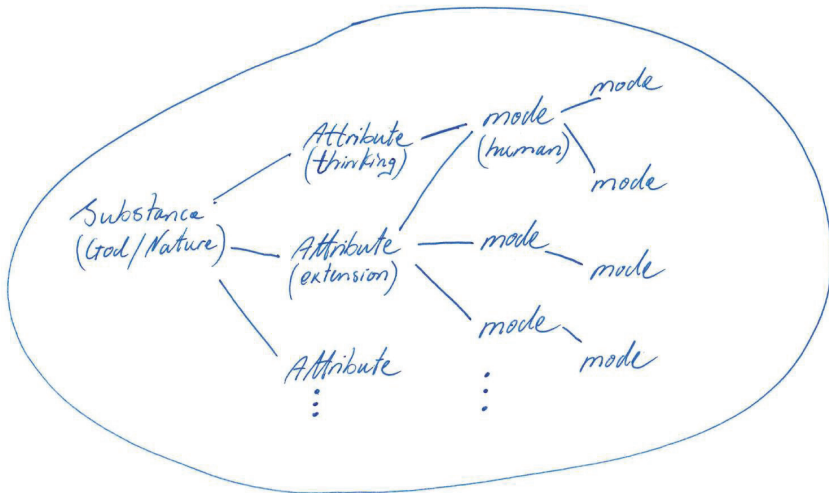 Substance
(God/Nature)
Attribute
(thinking)
Attribute
(extension)
Attribute
mode
(human)
mode
mode
mode
mode
mode
mode